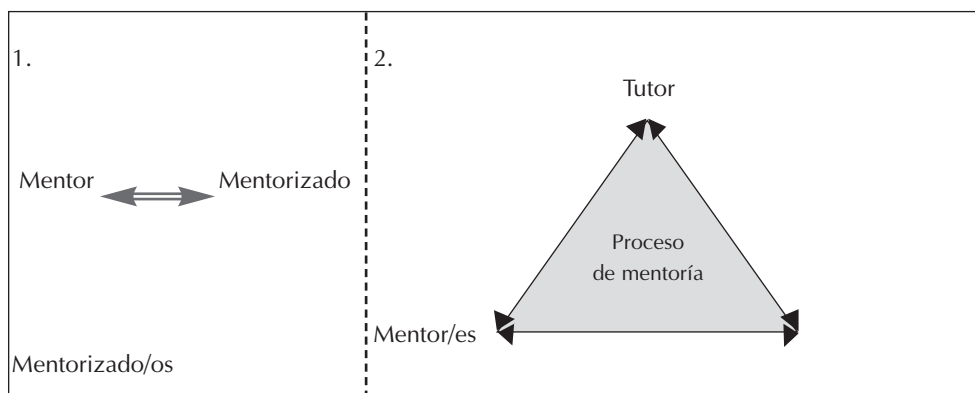 1.
Mentor
Mentorizado
Mentorizado/os
2.
Tutor
Proceso
de mentoría
Mentor/es